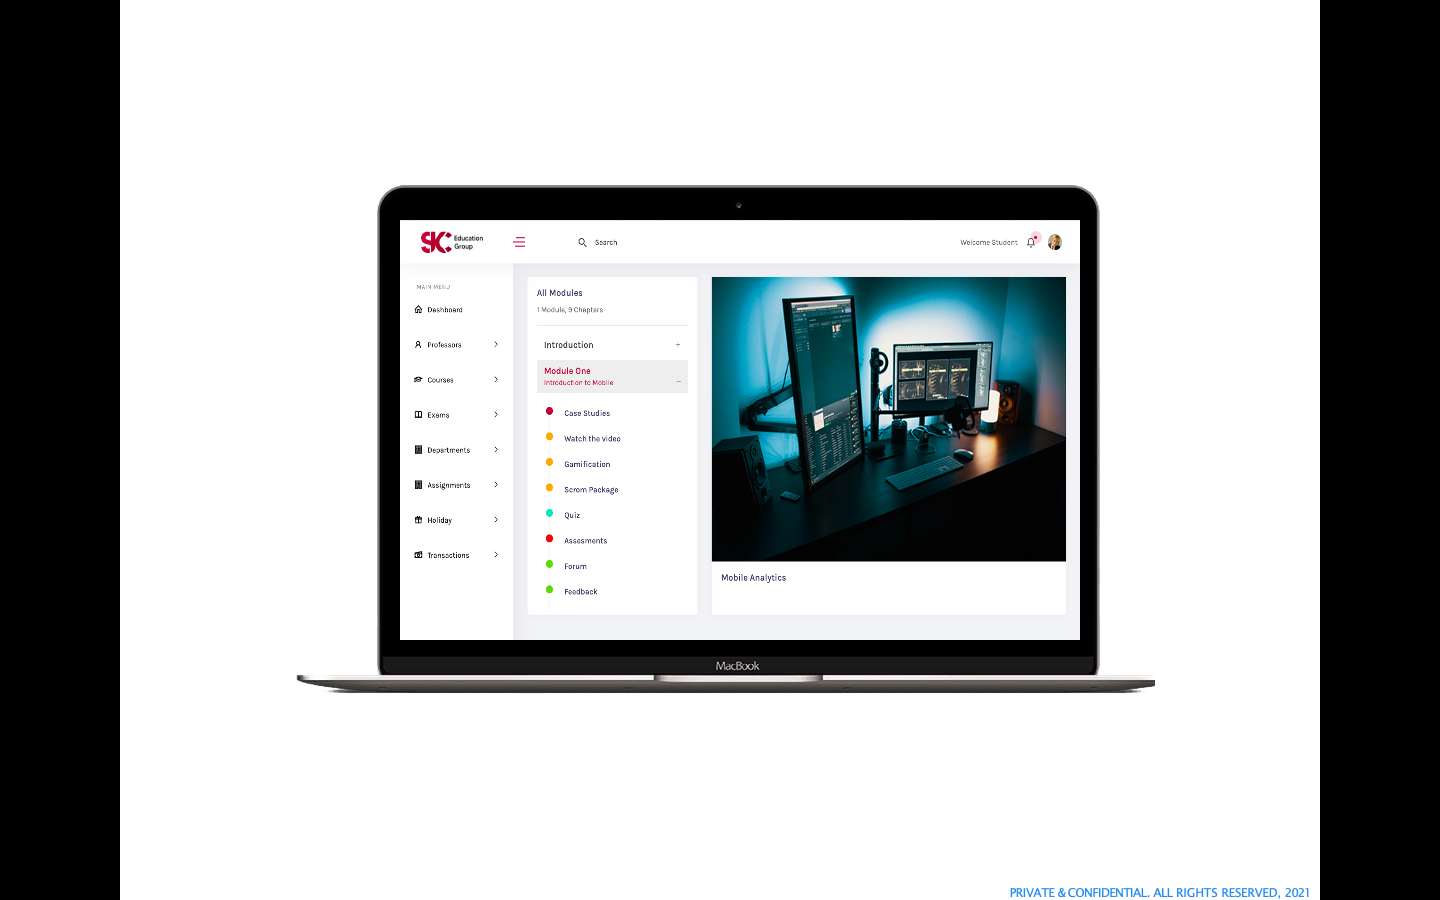 SKC Education
Group
Search
Welcome Student
MAIN MENU
Dashboard
Professors
Courses
Exams
Departments
Assignments
Holiday
Transactions
All Modules
1 Module, 9 Chapters
Introduction
Module One
Introduction to Mobile
Case Studies
Watch the video
Gamification
Scrom Package
Quiz
Assesments
Forum
Feedback
Mobile Analytics
MacBook
PRIVATE & CONFIDENTIAL. ALL RIGHTS RESERVED, 2021